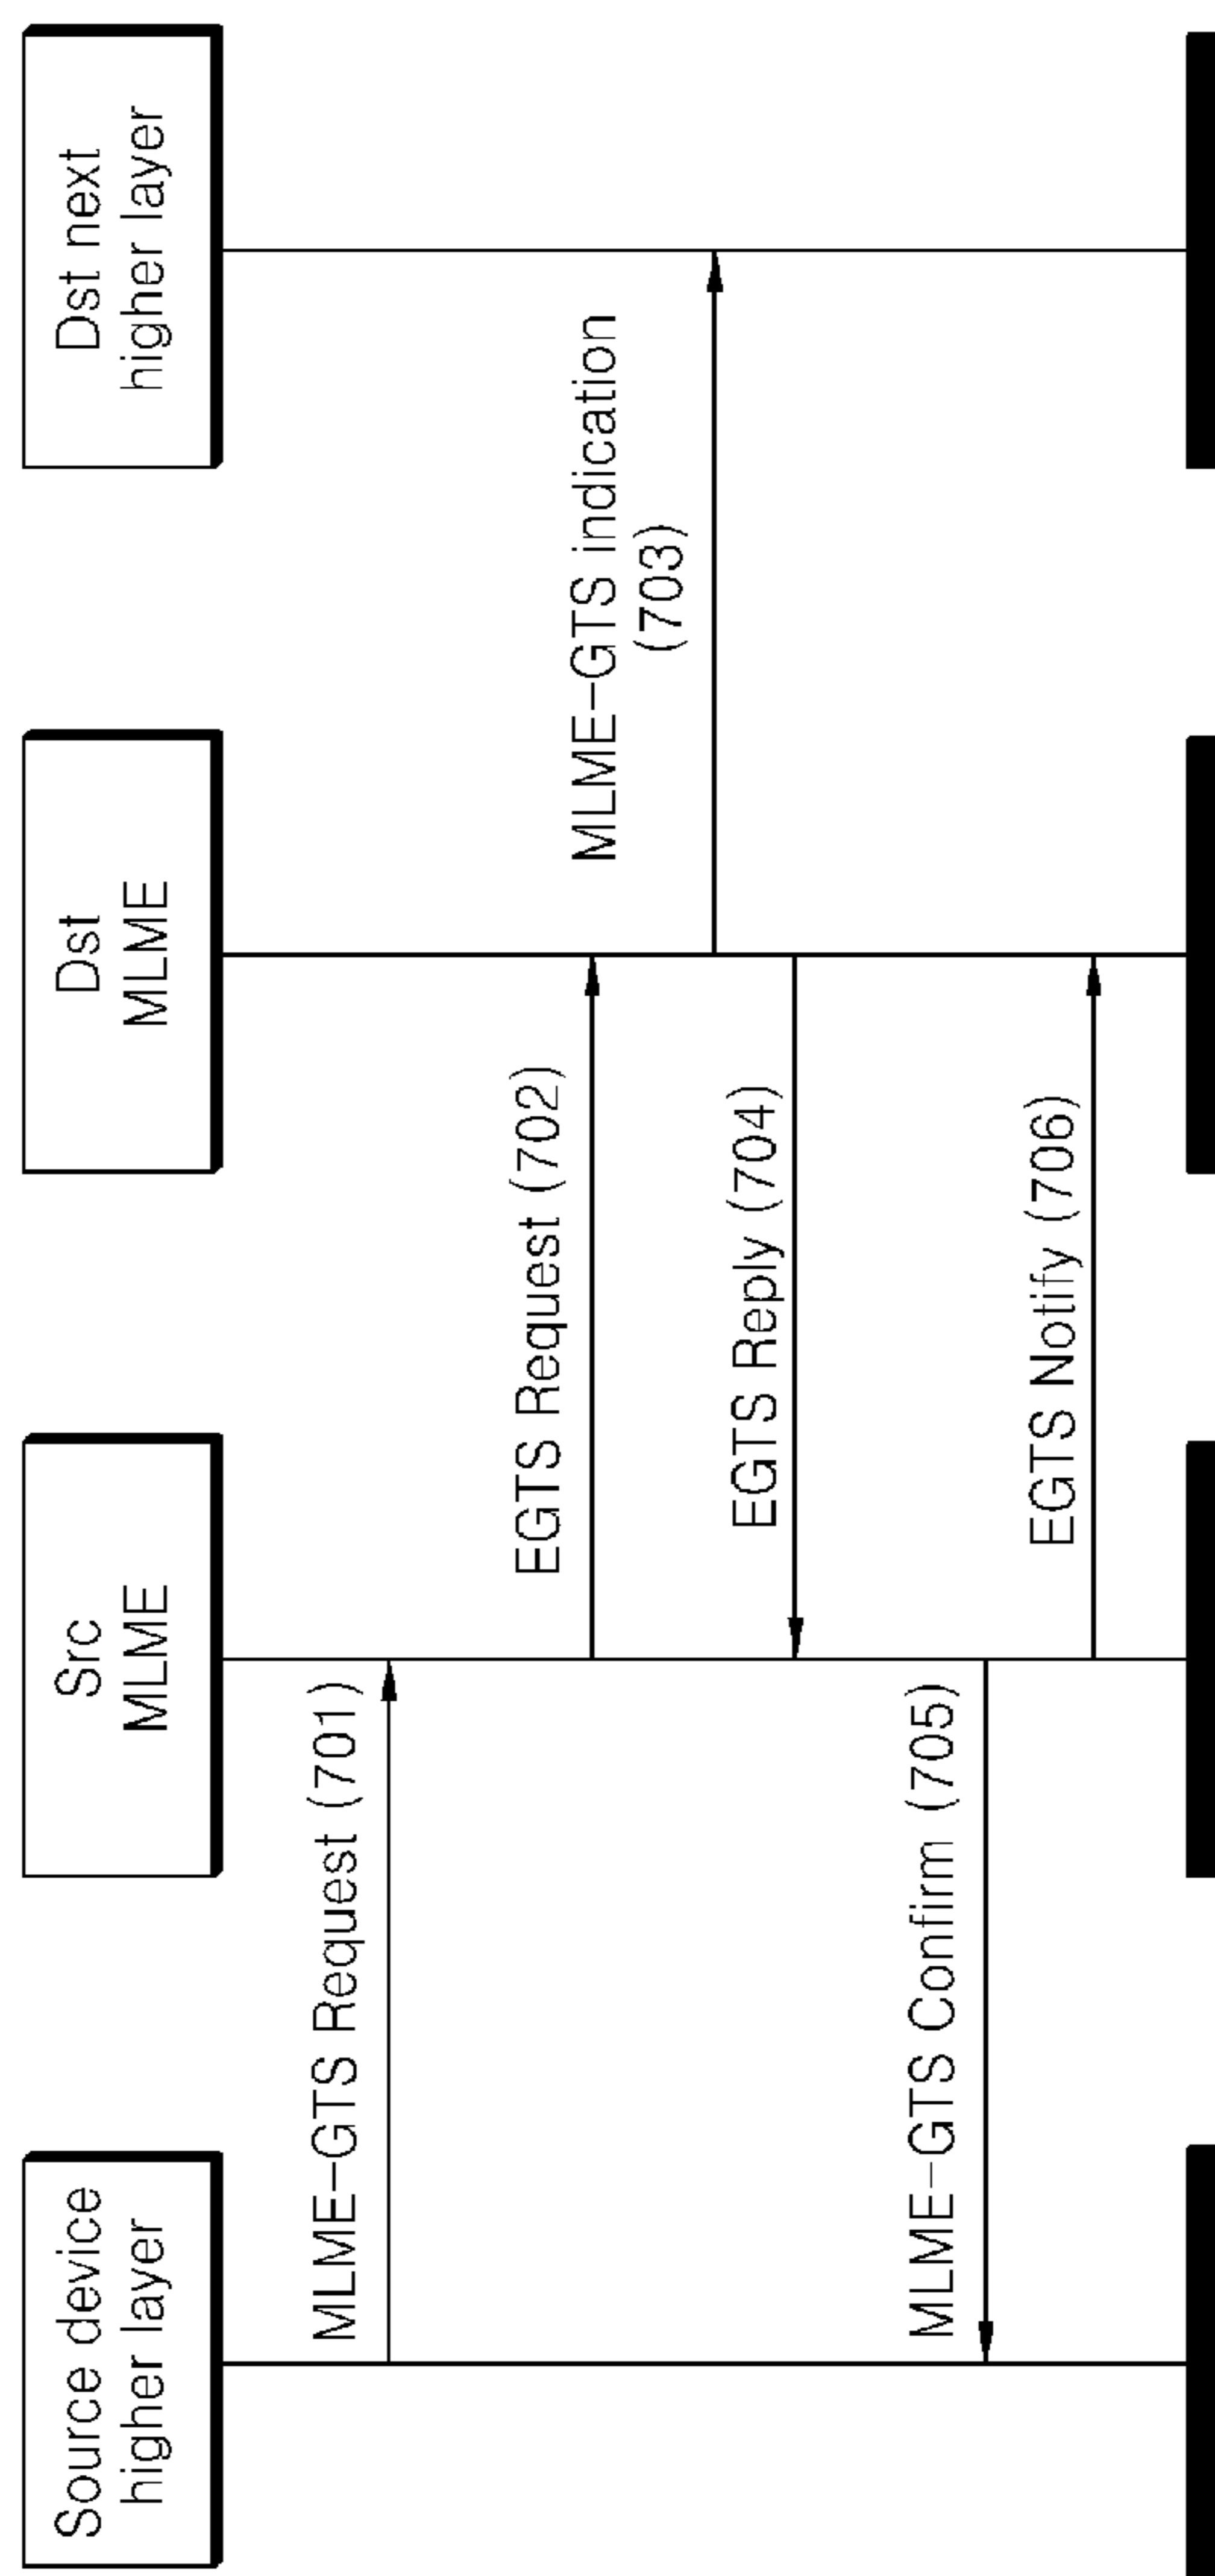 Source device
higher layer
Src
MLME
Dst
MLME
Dst next
higher layer
MLME-GTS Request (701)
EGTS Request (702)
MLME-GTS indication
(703)
EGTS Reply (704)
MLME-GTS Confirm (705)
EGTS Notify (706)